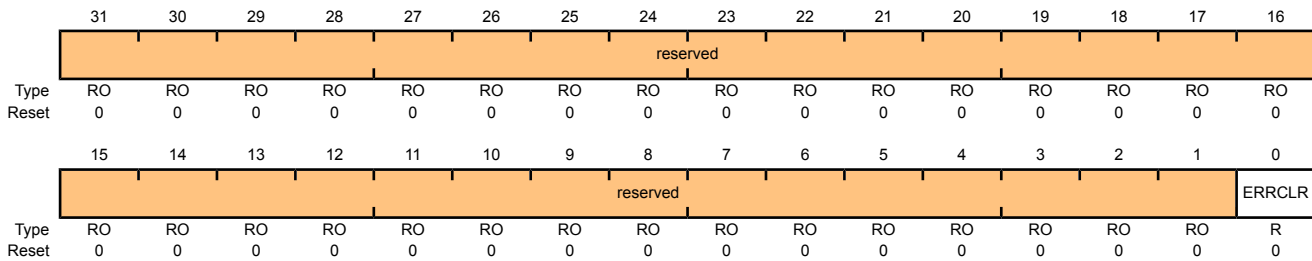 31 30 29 28 27 26 25 24 23 22 21 20 19 18 17 16
reserved
Type RO RO RO RO RO RO RO RO RO RO RO RO RO RO RO RO
Reset 0 0 0 0 0 0 0 0 0 0 0 0 0 0 0 0
15 14 13 12 11 10 9 8 7 6 5 4 3 2 1 0
reserved ERRCLR
Type RO RO RO RO RO RO RO RO RO RO RO RO RO RO RO R
Reset 0 0 0 0 0 0 0 0 0 0 0 0 0 0 0 0